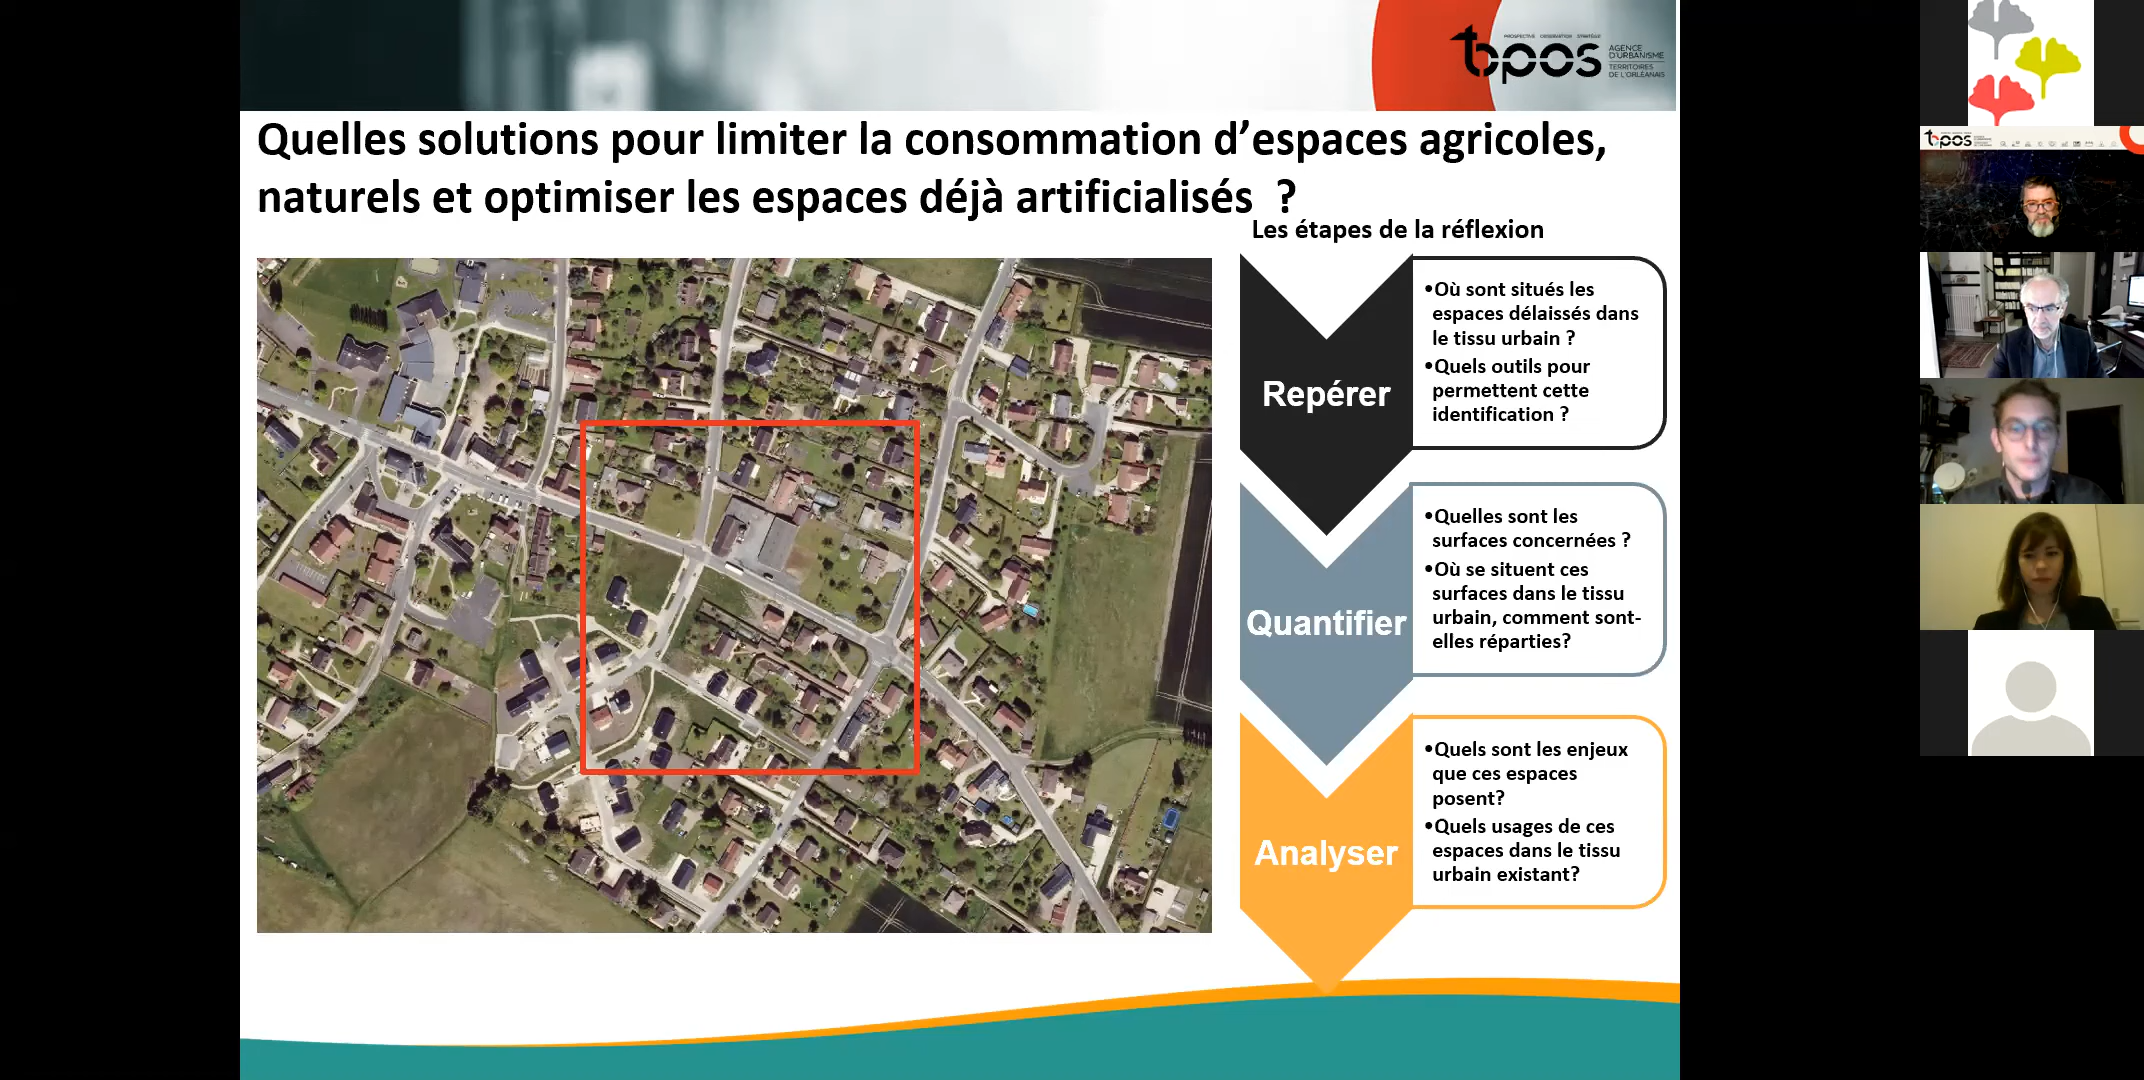 PROSPECTIVE OBSERVATION STRATÉGIE
topos
AGENCE
D'URBANISME
TERRITOIRES
DE L'ORLÉANAIS
Quelles solutions pour limiter la consommation d’espaces agricoles,
naturels et optimiser les espaces déjà artificialisés ?
Les étapes de la réflexion
Repérer
•Où sont situés les
espaces délaissés dans
le tissu urbain ?
•Quels outils pour
permettent cette
identification ?
Quantifier
•Quelles sont les
surfaces concernées ?
•Où se situent ces
surfaces dans le tissu
urbain, comment sont-
elles réparties?
Analyser
•Quels sont les enjeux
que ces espaces
posent?
•Quels usages de ces
espaces dans le tissu
urbain existant?
topos